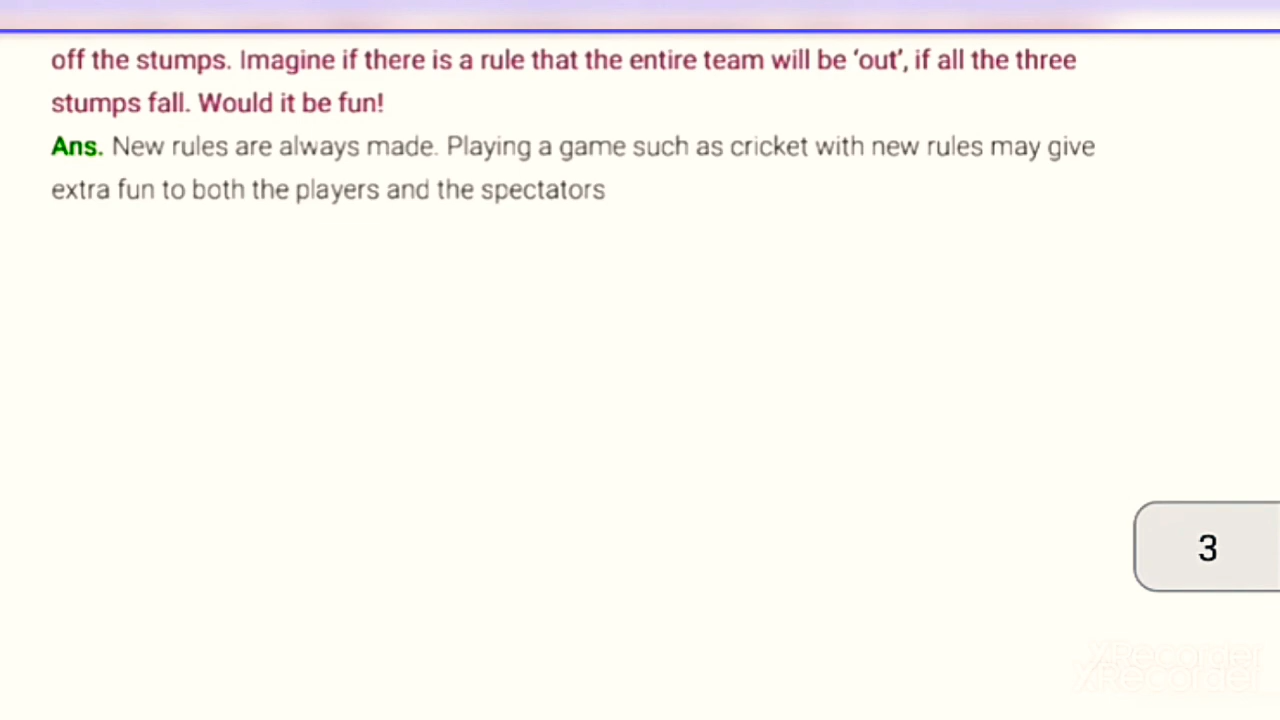 off the stumps. Imagine if there is a rule that the entire team will be ‘out’, if all the three
stumps fall. Would it be fun!
Ans. New rules are always made. Playing a game such as cricket with new rules may give
extra fun to both the players and the spectators
3
XRecorder
XRecorder